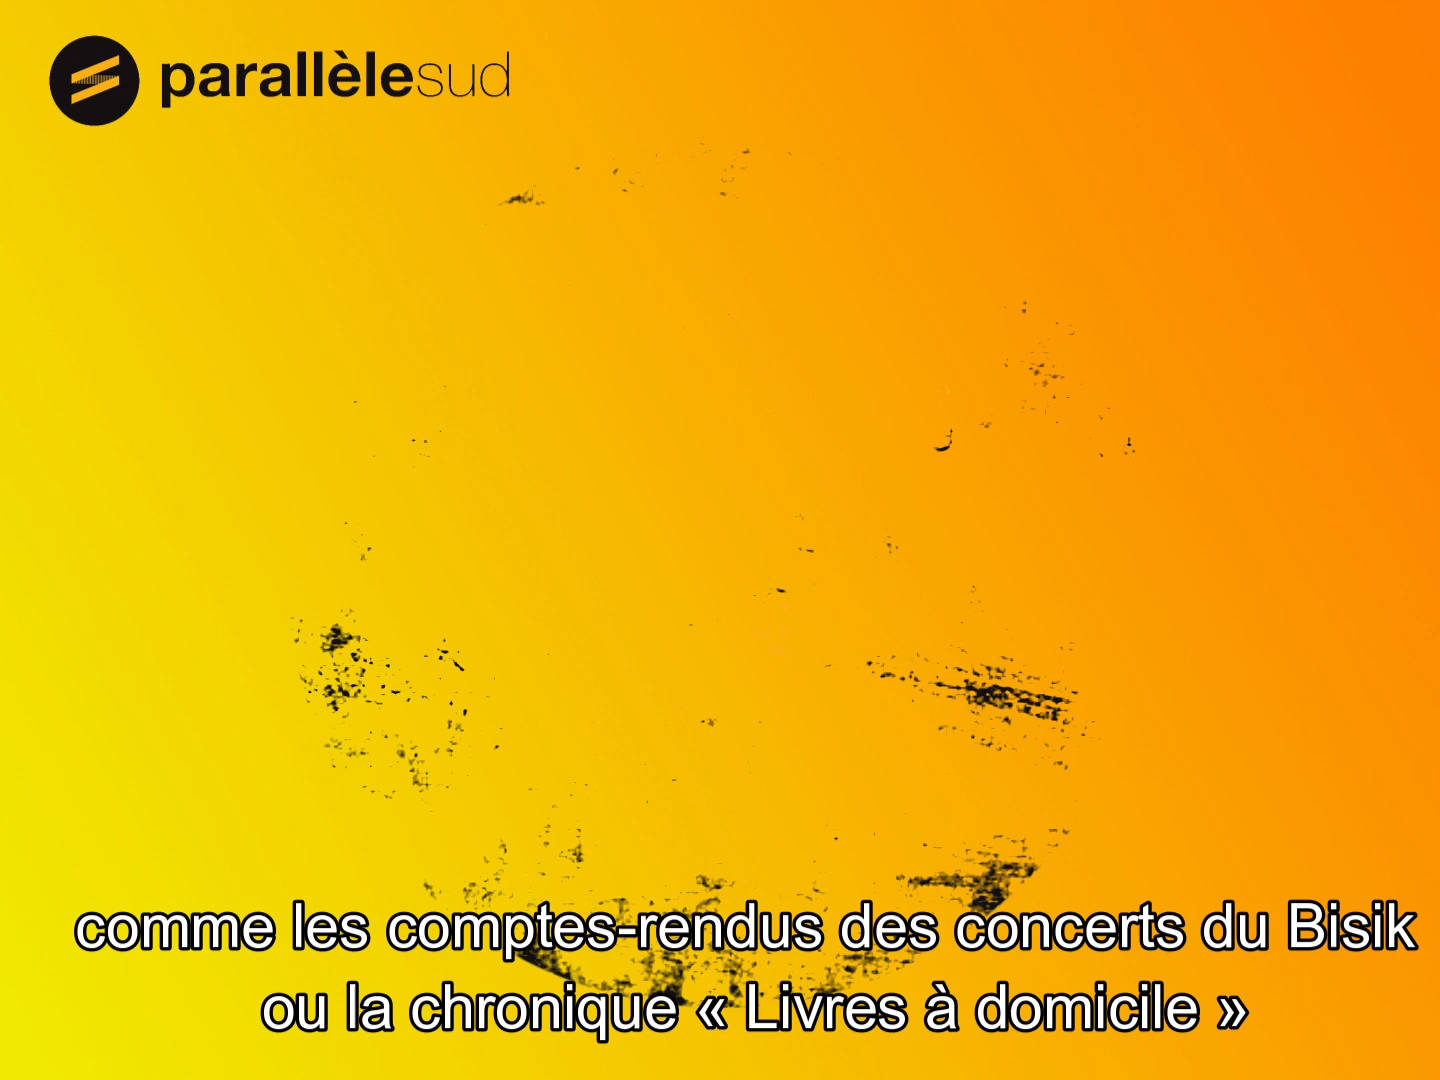 parallèlesud
comme les comptes-rendus des concerts du Bisik
ou la chronique « Livres à domicile »